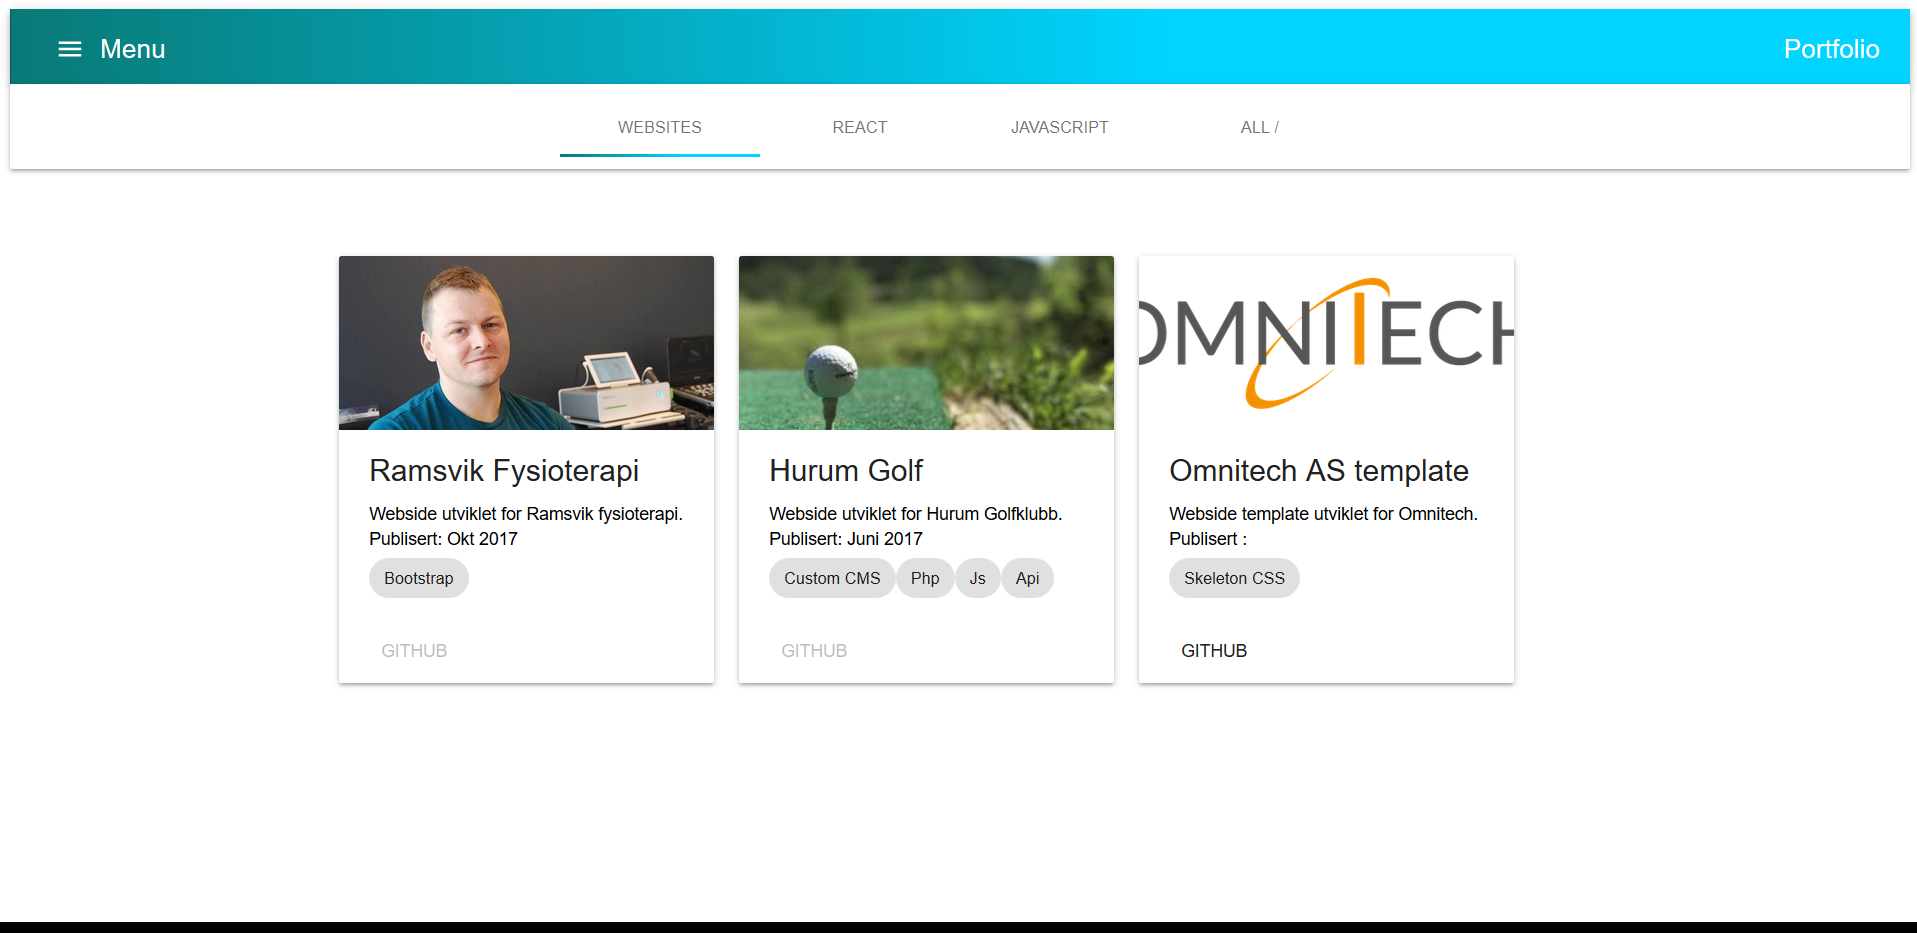 Menu
Portfolio
WEBSITES
REACT
JAVASCRIPT
ALL /
OMNITECH
Ramsvik Fysioterapi
Webside utviklet for Ramsvik fysioterapi.
Publisert: Okt 2017
Bootstrap
GITHUB
Hurum Golf
Webside utviklet for Hurum Golfklubb.
Publisert: Juni 2017
Custom CMS Php Js Api
GITHUB
Omnitech AS template
Webside template utviklet for Omnitech.
Publisert :
Skeleton CSS
GITHUB